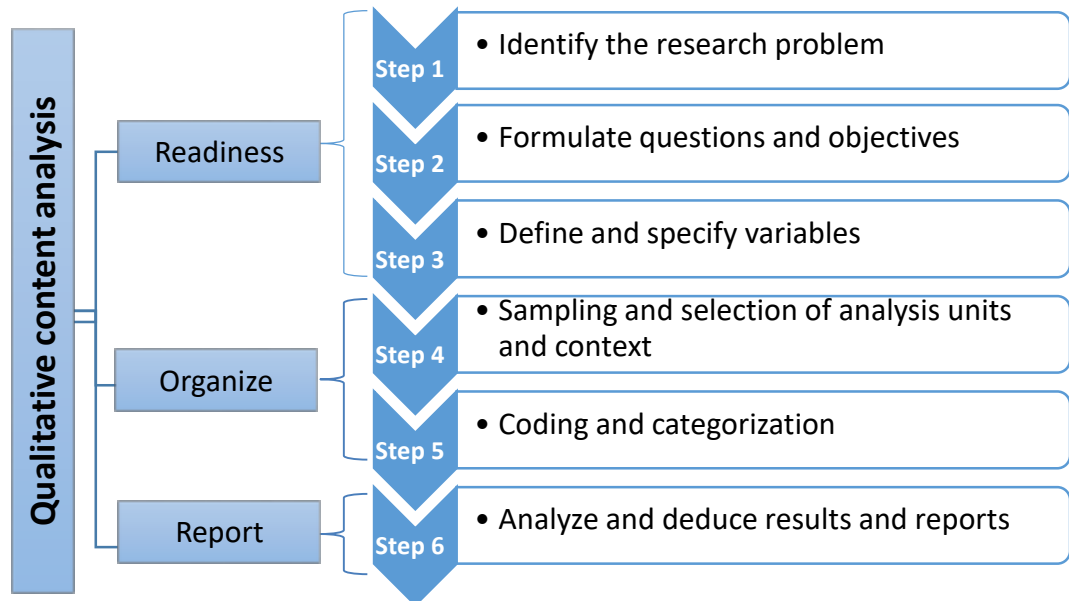 Qualitative content analysis
Readiness
Step 1
• Identify the research problem
Step 2
• Formulate questions and objectives
Step 3
• Define and specify variables
Organize
Step 4
• Sampling and selection of analysis units
and context
Step 5
• Coding and categorization
Report
Step 6
• Analyze and deduce results and reports